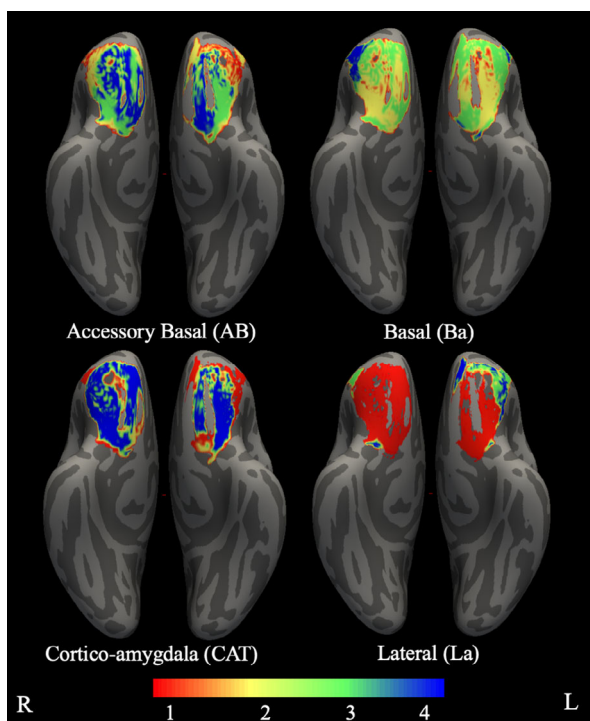 Accessory Basal (AB)
Basal (Ba)
Cortico-amygdala (CAT)
Lateral (La)
R
L
1 2 3 4